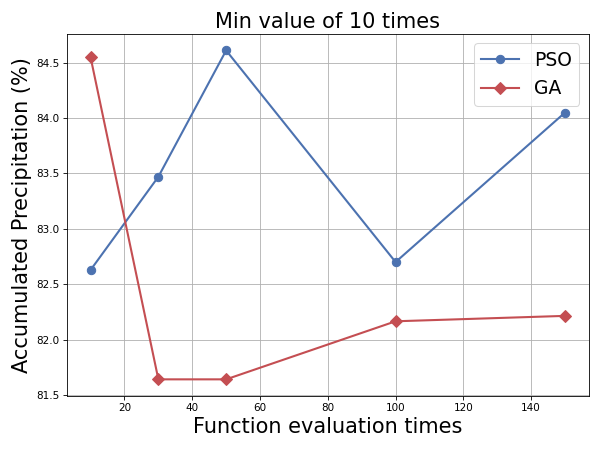 Min value of 10 times
PSO
GA
Accumulated Precipitation (%)
84.5
84.0
83.5
83.0
82.5
82.0
81.5
20 40 60 80 100 120 140
Function evaluation times